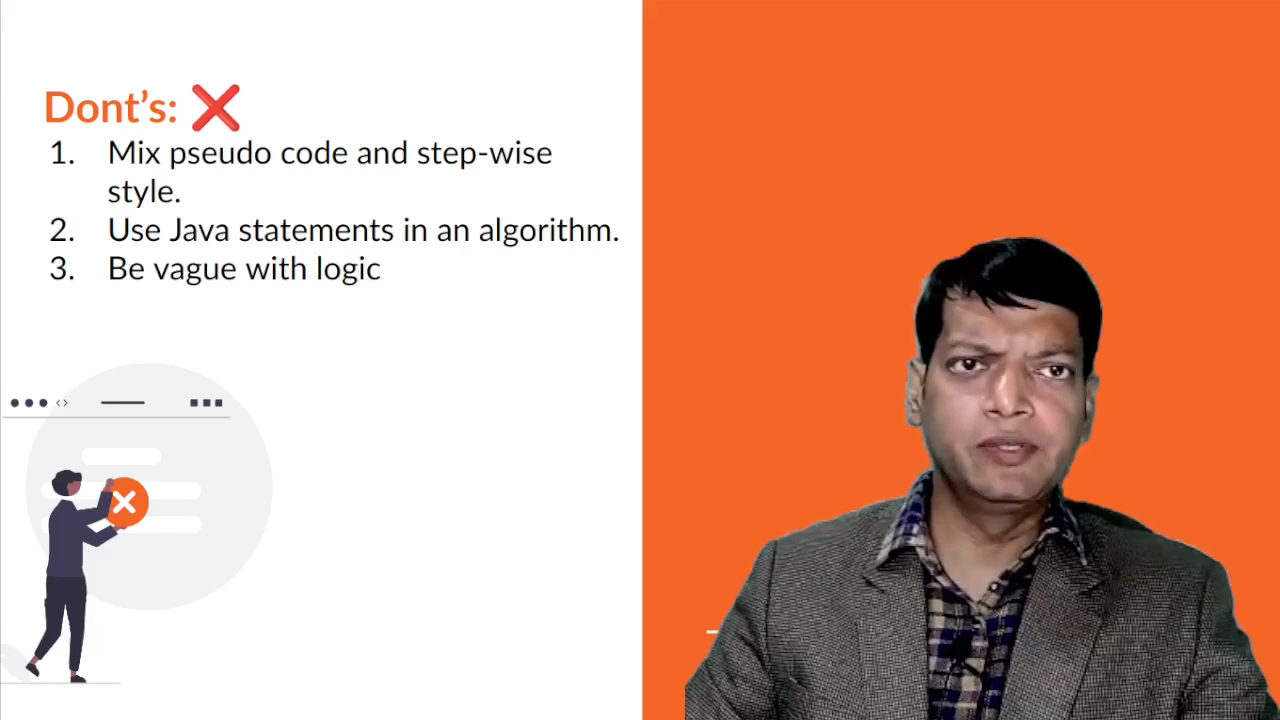 Dont’s: ❌
1. Mix pseudo code and step-wise
style.
2. Use Java statements in an algorithm.
3. Be vague with logic